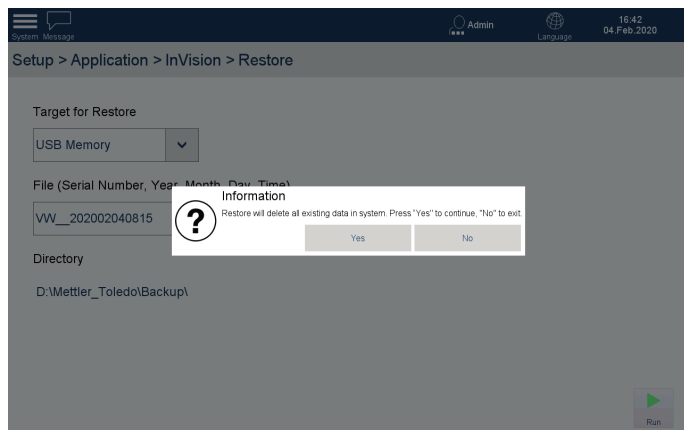 System Message
Admin
Language
16:42
04.Feb.2020
Setup > Application > InVision > Restore
Target for Restore
USB Memory
File (Serial Number, Year, Month, Day, Time)
VW__202002040815
Information
Restore will delete all existing data in system. Press "Yes" to continue, "No" to exit.
Yes
No
Directory
D:\Mettler_Toledo\Backup\
Run